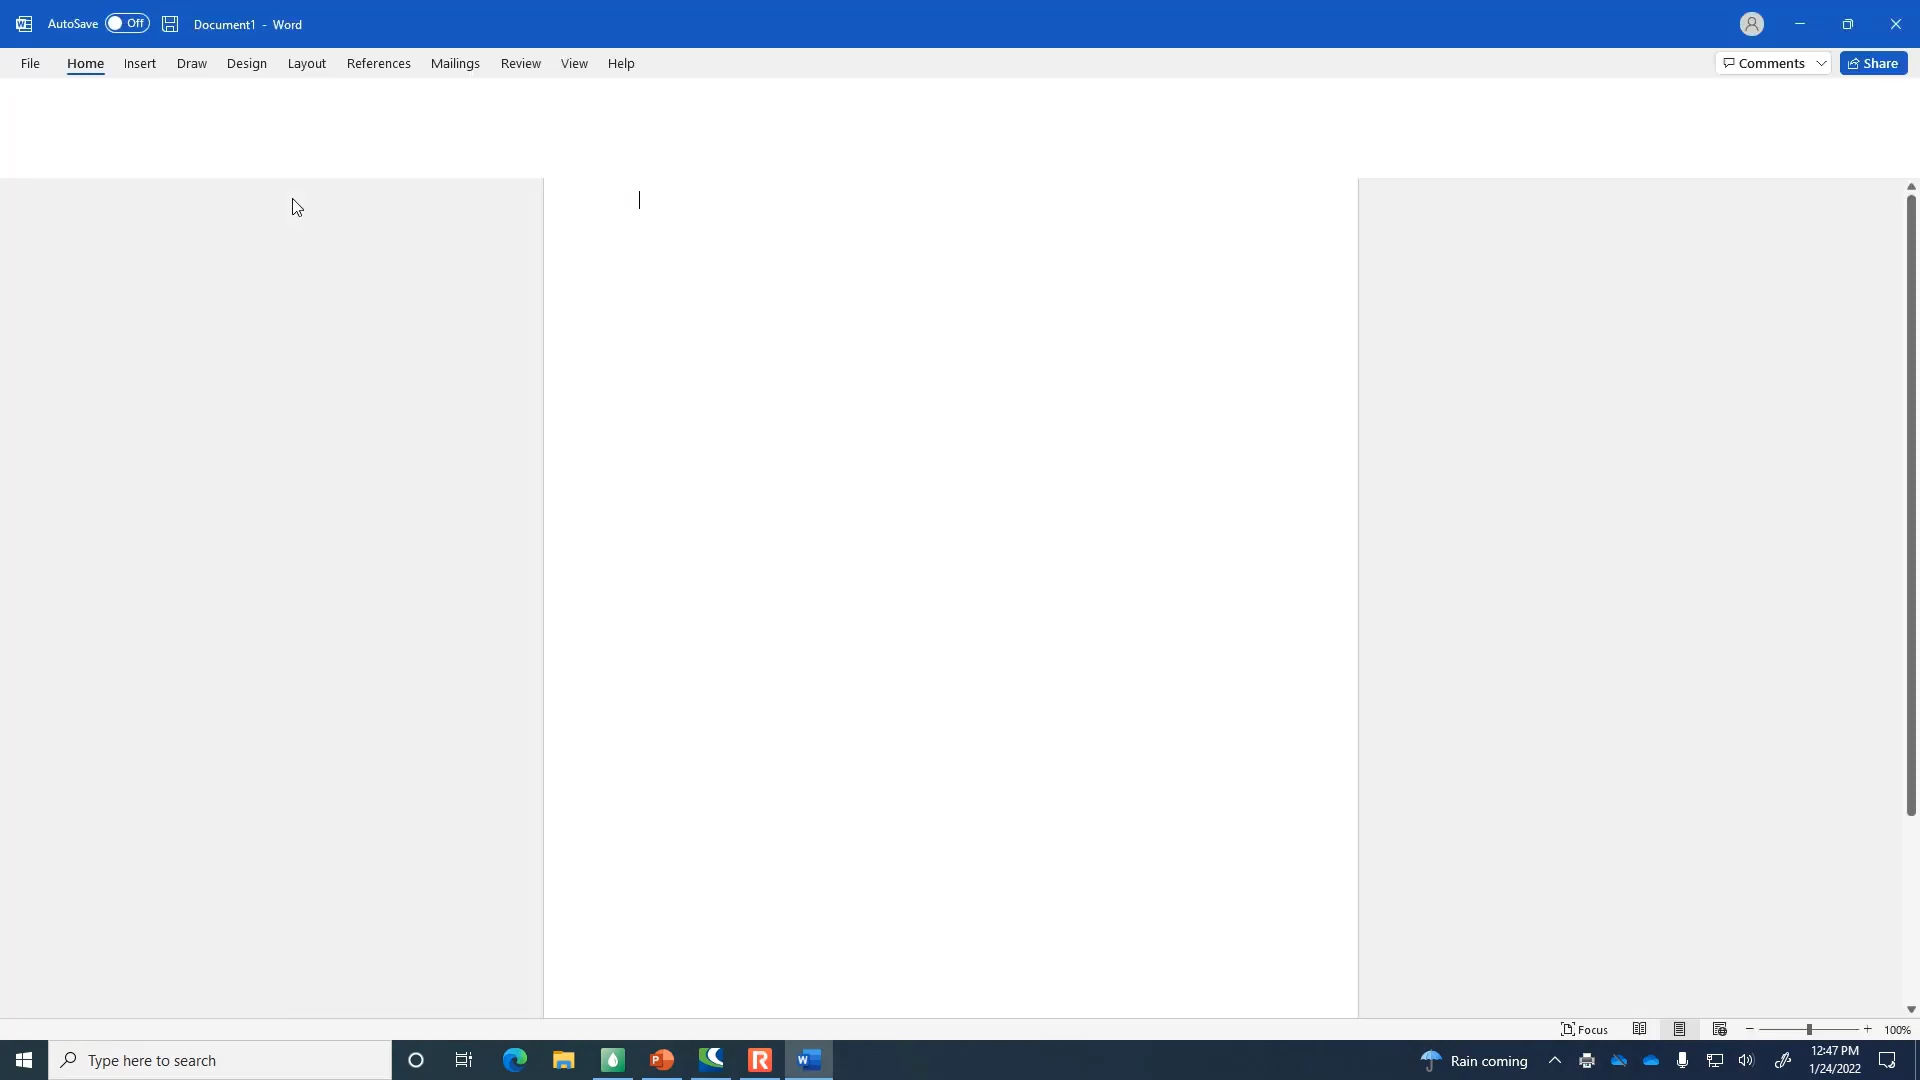 AutoSave Off Document1 - Word
File Home Insert Draw Design Layout References Mailings Review View Help Comments Share
Focus 100%
Type here to search Rain coming 12:47 PM
1/24/2022